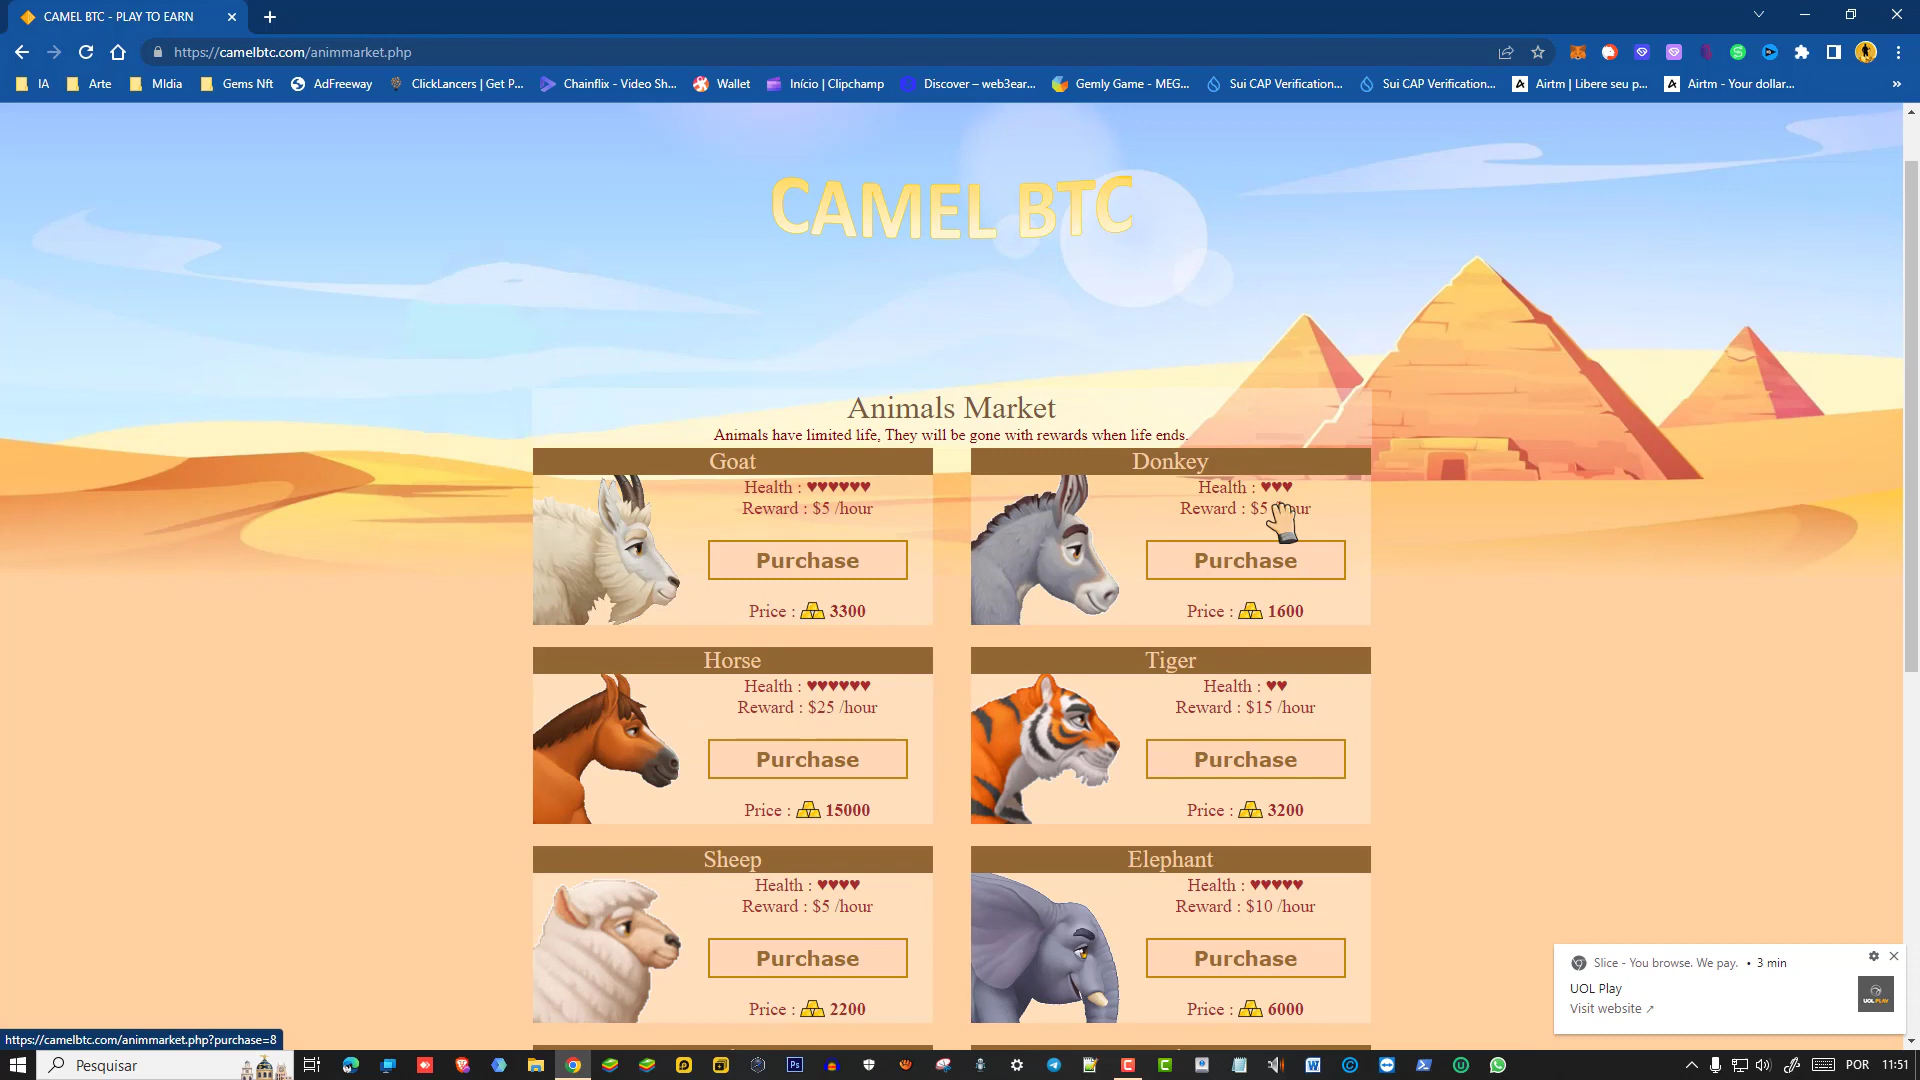 CAMEL BTC - PLAY TO EARN
https://camelbtc.com/animmarket.php
IA
Arte
MIdia
Gems Nft
AdFreeway
ClickLancers | Get P...
Chainflix - Video Sh...
Wallet
Início | Clipchamp
Discover – web3ear...
Gemly Game - MEG...
Sui CAP Verification...
Sui CAP Verification...
Airtm | Libere seu p...
Airtm - Your dollar...
CAMEL BTC
Animals Market
Animals have limited life, They will be gone with rewards when life ends.
Goat
Health : ♥♥♥♥♥♥
Reward : $5 /hour
Purchase
Price : 3300
Donkey
Health : ♥♥♥
Reward : $5 ur
Purchase
Price : 1600
Horse
Health : ♥♥♥♥♥♥
Reward : $25 /hour
Purchase
Price : 15000
Tiger
Health : ♥♥
Reward : $15 /hour
Purchase
Price : 3200
Sheep
Health : ♥♥♥♥
Reward : $5 /hour
Purchase
Price : 2200
Elephant
Health : ♥♥♥♥♥
Reward : $10 /hour
Purchase
Price : 6000
Slice - You browse. We pay. • 3 min
UOL Play
Visit website
UOL PLAY
https://camelbtc.com/animmarket.php?purchase=8
Pesquisar
POR
11:51